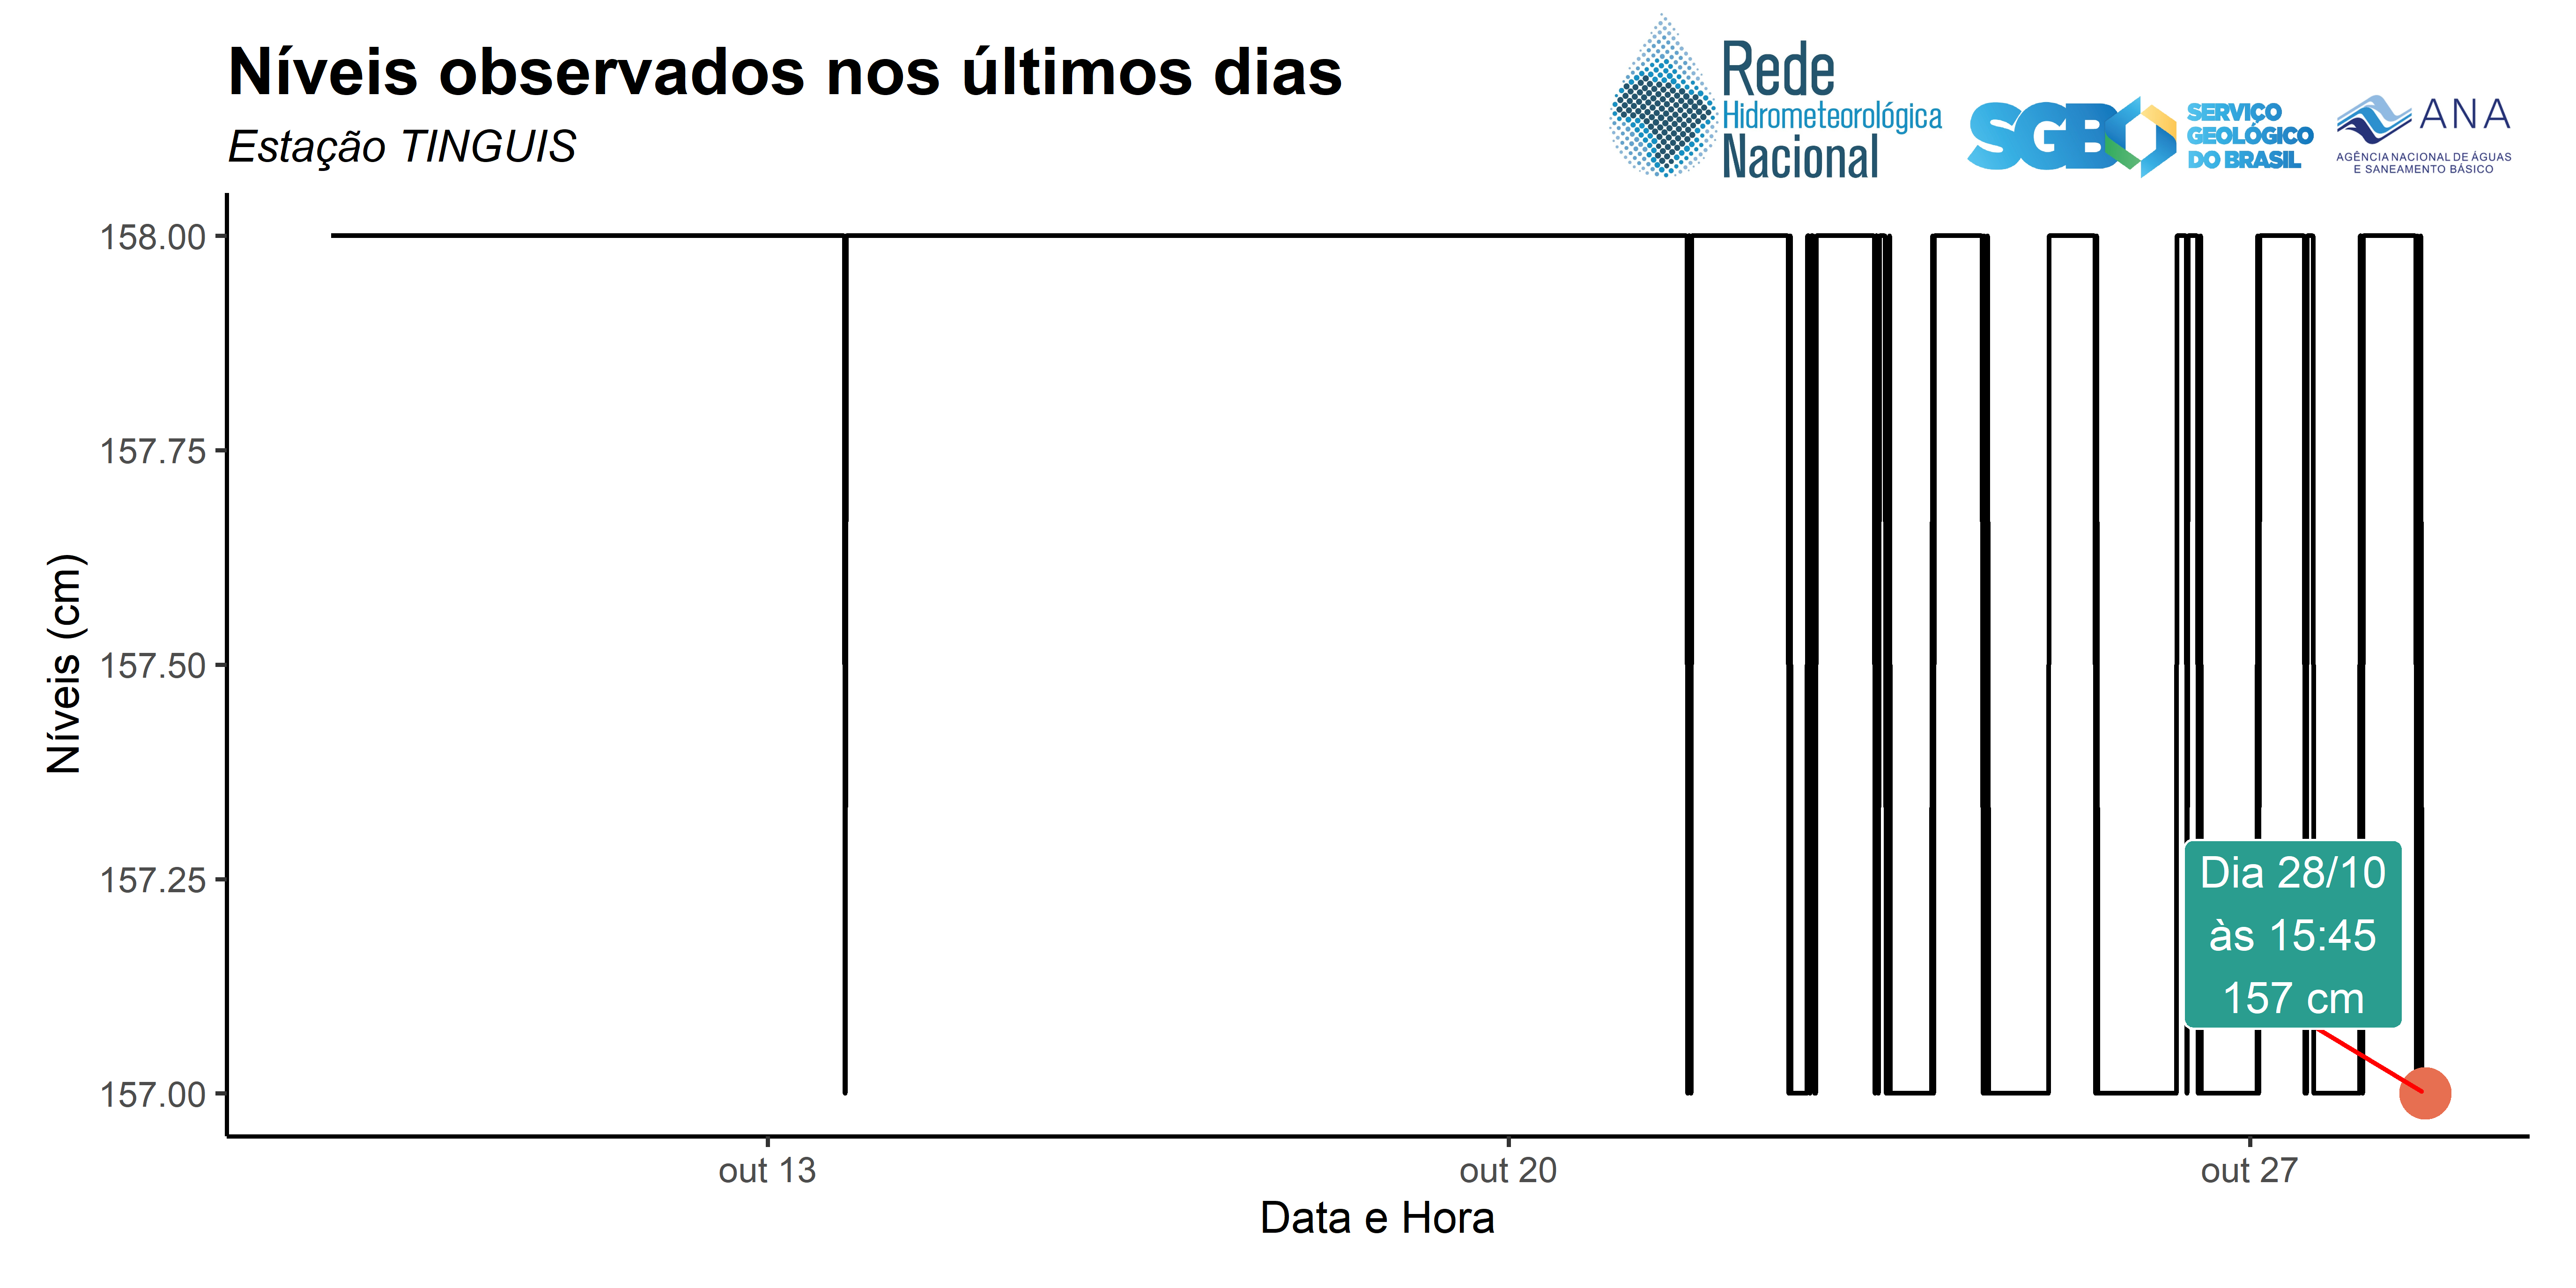 Níveis observados nos últimos dias
Estação TINGUIS
Rede
Hidrometeorológica
Nacional
SGB
SERVIÇO
GEOLÓGICO
DO BRASIL
ANA
AGÊNCIA NACIONAL DE ÁGUAS
E SANEAMENTO BÁSICO
158.00
157.75
157.50
157.25
157.00
Níveis (cm)
Dia 28/10
às 15:45
157 cm
out 13
out 20
out 27
Data e Hora